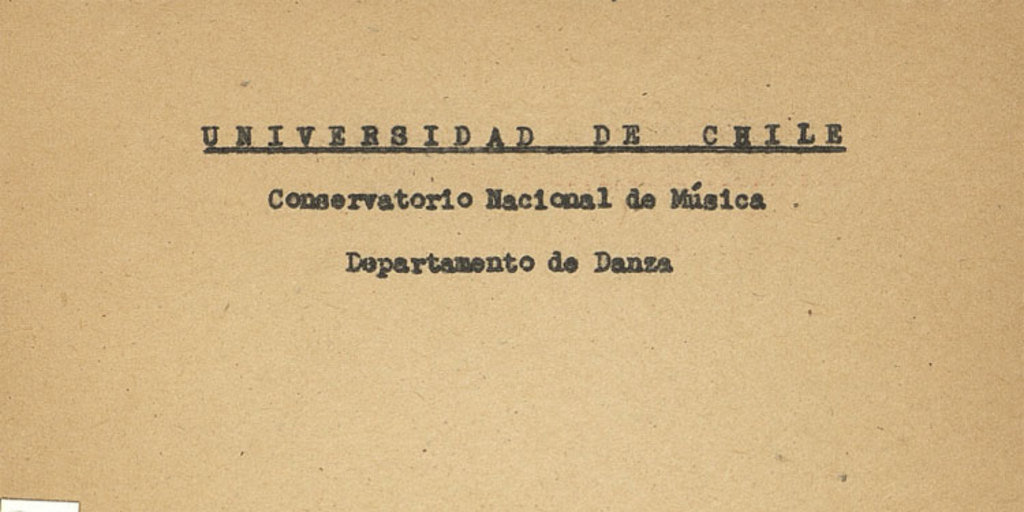 UNIVERSIDAD DE CHILE
Conservatorio Nacional de Música
Departamento de Danza